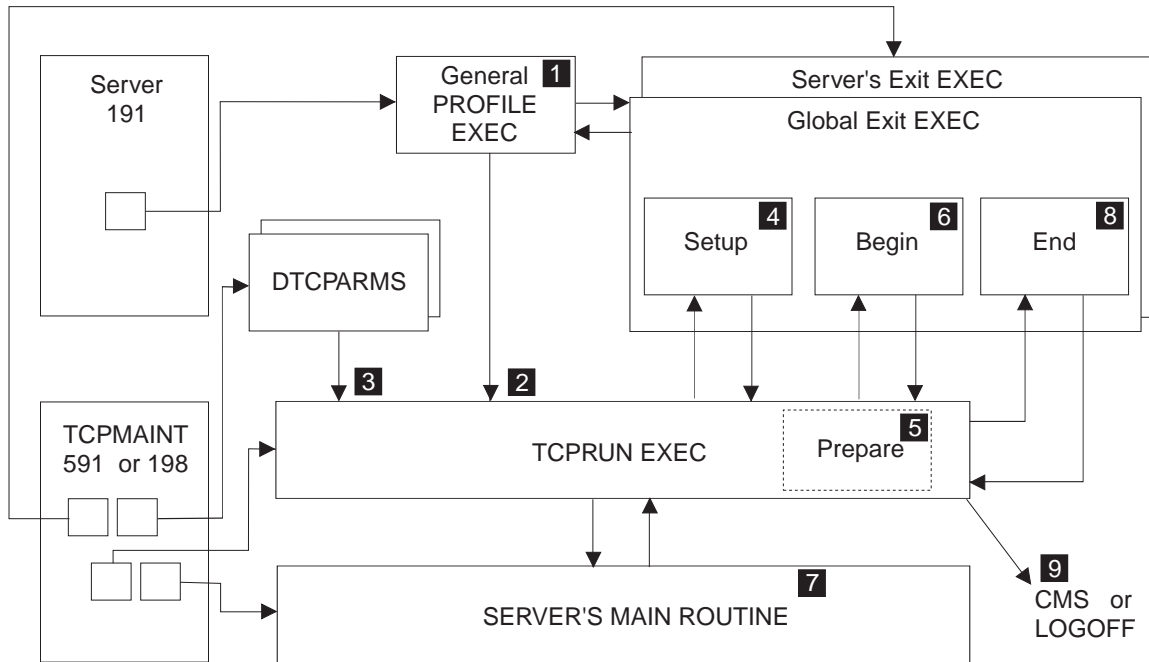 Server
191
General
PROFILE
EXEC
1
Server's Exit EXEC
Global Exit EXEC
Setup
4
Begin
6
End
8
DTCPARMS
3
2
TCPMAINT
591 or 198
TCPRUN EXEC
Prepare
5
SERVER'S MAIN ROUTINE
7
9
CMS or
LOGOFF